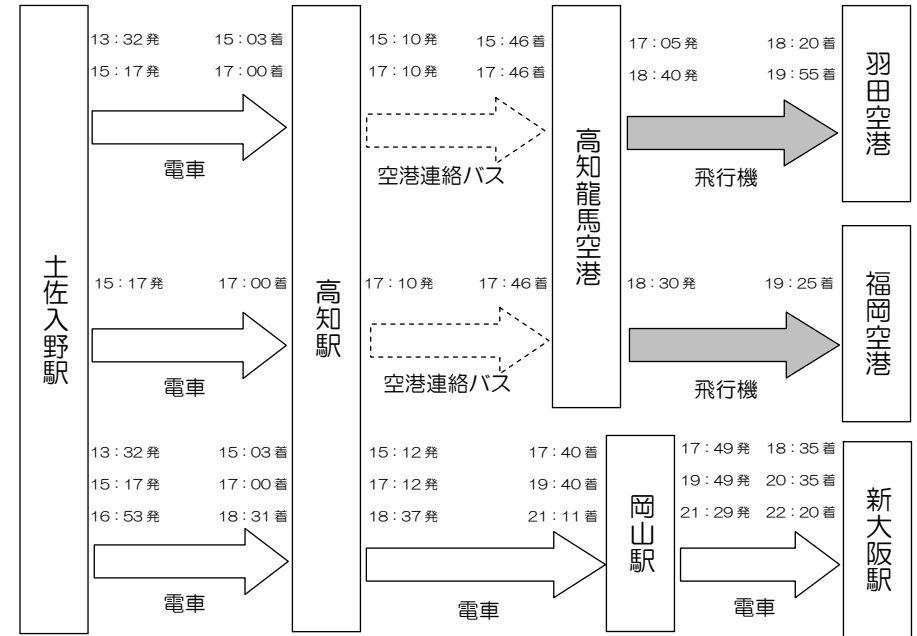 土佐入野駅
13：32発 15：03着
15：17発 17：00着
電車
高知駅
15：10発 15：46着
17：10発 17：46着
空港連絡バス
高知龍馬空港
17：05発 18：20着
18：40発 19：55着
飛行機
羽田空港
15：17発 17：00着
電車
17：10発 17：46着
空港連絡バス
18：30発 19：25着
飛行機
福岡空港
13：32発 15：03着
15：17発 17：00着
16：53発 18：31着
電車
15：12発 17：40着
17：12発 19：40着
18：37発 21：11着
電車
岡山駅
17：49発 18：35着
19：49発 20：35着
21：29発 22：20着
電車
新大阪駅